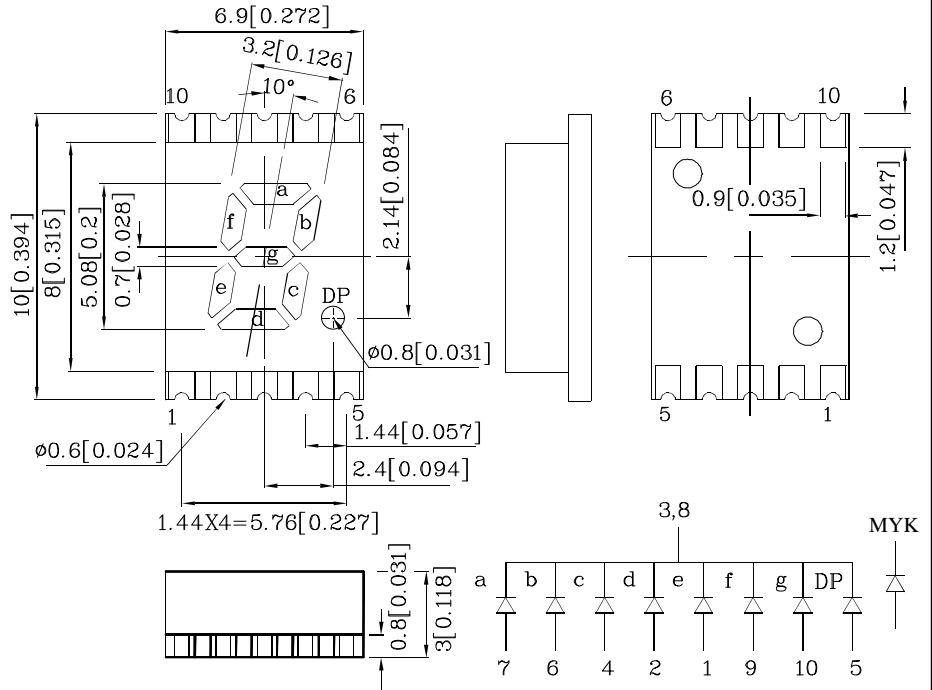 6.9[0.272]
3.2[0.126]
10°
10
6
a
f
b
g
e
c
d
DP
10[0.394]
8[0.315]
5.08[0.2]
0.7[0.028]
2.14[0.084]
ø0.8[0.031]
1
5
ø0.6[0.024]
1.44[0.057]
2.4[0.094]
1.44X4=5.76[0.227]
6
10
0.9[0.035]
1.2[0.047]
5
1
0.8[0.031]
3[0.118]
3,8
MYK
a b c d e f g DP
7 6 4 2 1 9 10 5